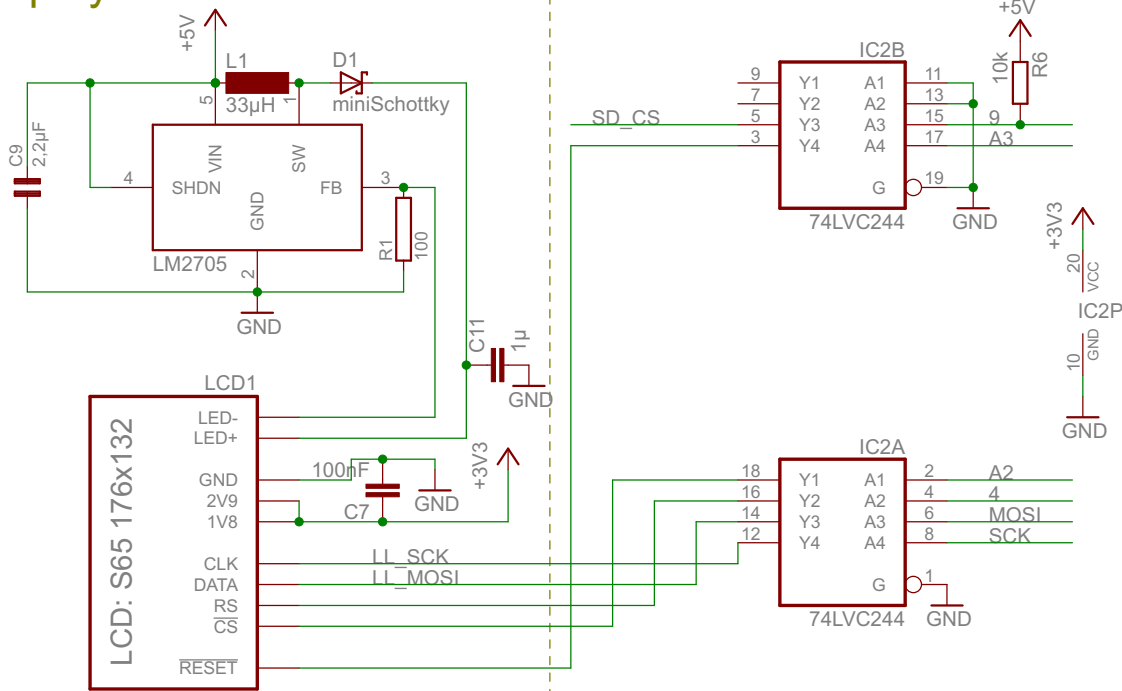 +5V
L1
33µH
D1
miniSchottky
C9
2,2µF
5
1
VIN
SW
4
SHDN
GND
FB
3
LM2705
2
R1
100
GND
C11
1µ
GND
LCD1
LCD: S65 176x132
LED-
LED+
GND
2V9
1V8
CLK
DATA
RS
CS
RESET
100nF
C7
GND
+3V3
LL_SCK
LL_MOSI
SD_CS
IC2B
9 Y1 A1 11
7 Y2 A2 13
5 Y3 A3 15
3 Y4 A4 17
G 19
74LVC244
GND
+5V
10k
R6
9
A3
+3V3
20
VCC
IC2P
10
GND
GND
IC2A
18 Y1 A1 2
16 Y2 A2 4
14 Y3 A3 6
12 Y4 A4 8
G 1
74LVC244
GND
A2
4
MOSI
SCK